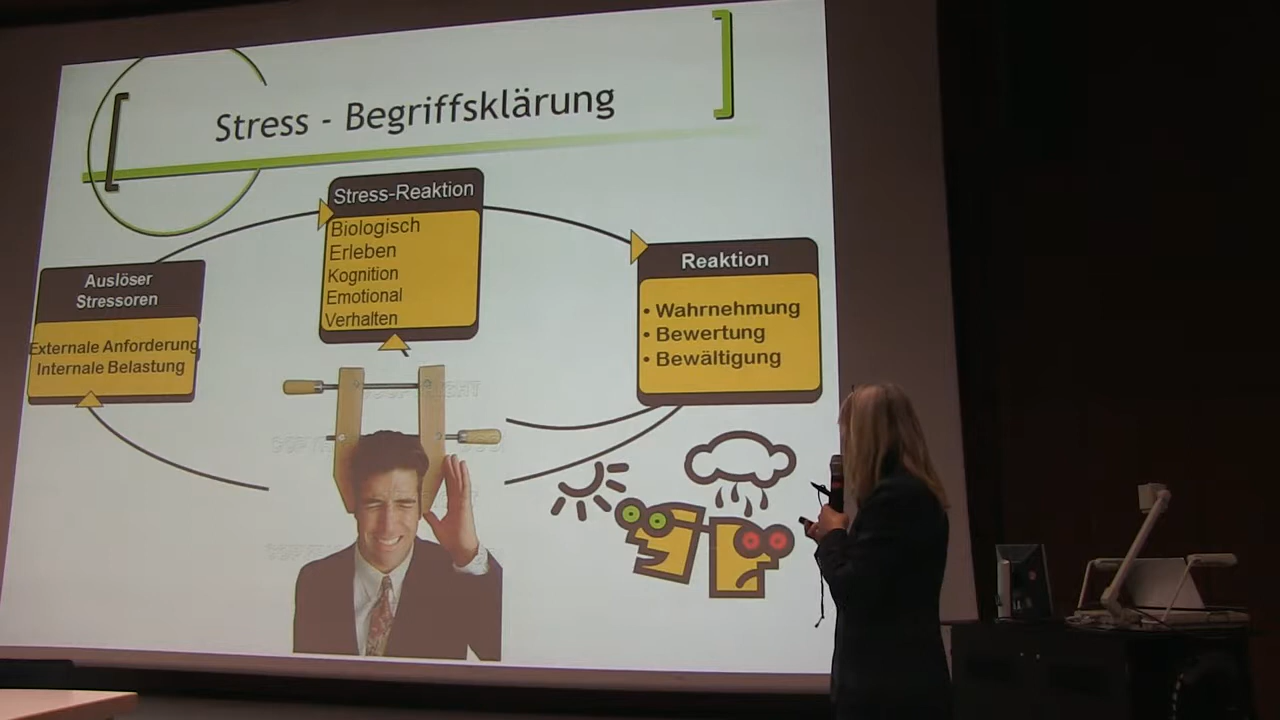 Stress - Begriffsklärung
Stress-Reaktion
Biologisch
Erleben
Kognition
Emotional
Verhalten
Reaktion
• Wahrnehmung
• Bewertung
• Bewältigung
Auslöser
Stressoren
Externale Anforderung
Internale Belastung